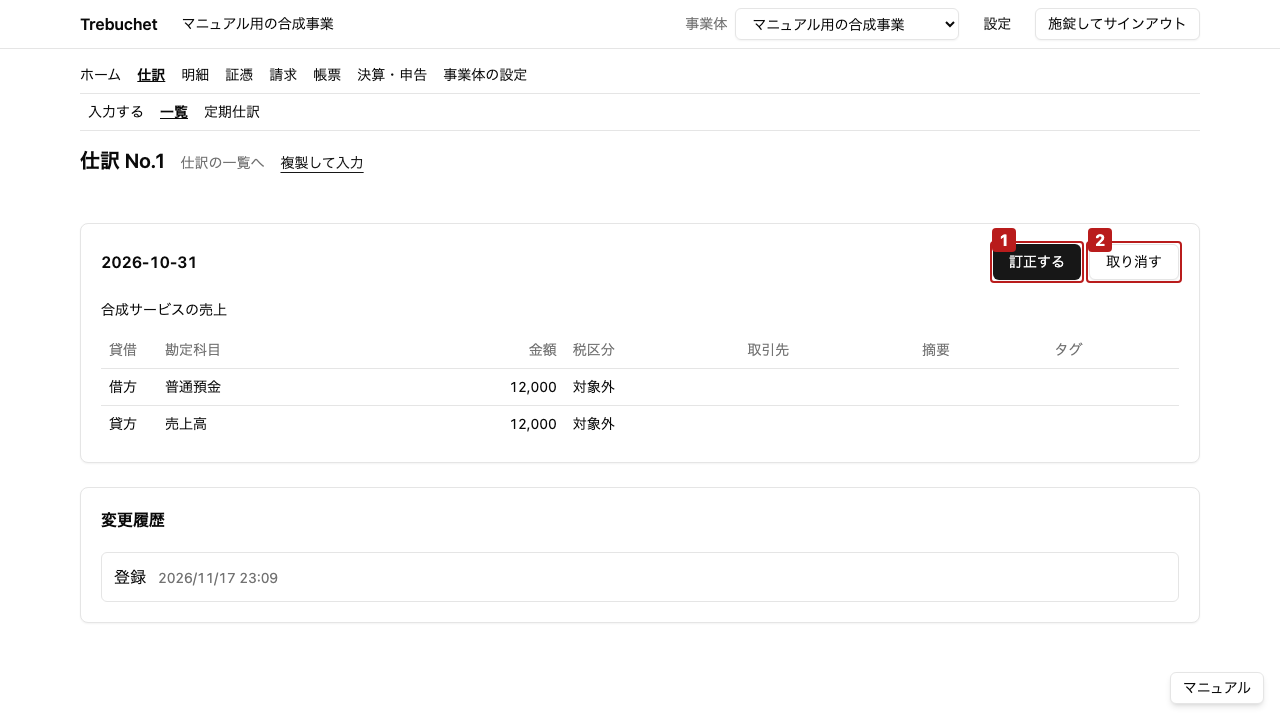 Trebuchet マニュアル用の合成事業 事業体 マニュアル用の合成事業 設定 施錠してサインアウト
ホーム 仕訳 明細 証憑 請求 帳票 決算・申告 事業体の設定
入力する 一覧 定期仕訳
仕訳 No.1 仕訳の一覧へ 複製して入力
1 2
2026-10-31 訂正する 取り消す
合成サービスの売上
貸借 勘定科目 金額 税区分 取引先 摘要 タグ
借方 普通預金 12,000 対象外
貸方 売上高 12,000 対象外
変更履歴
登録 2026/11/17 23:09
マニュアル